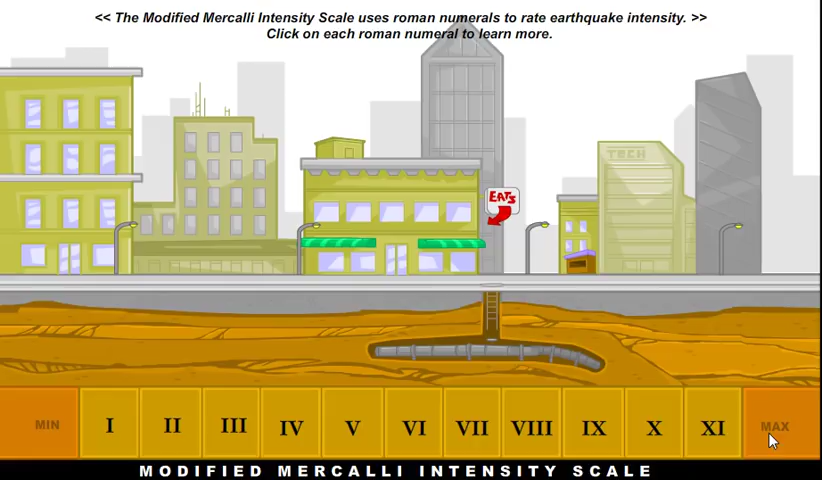 << The Modified Mercalli Intensity Scale uses roman numerals to rate earthquake intensity. >>
Click on each roman numeral to learn more.
TECH
EATS
MIN I II III IV V VI VII VIII IX X XI MAX
MODIFIED MERCALLI INTENSITY SCALE